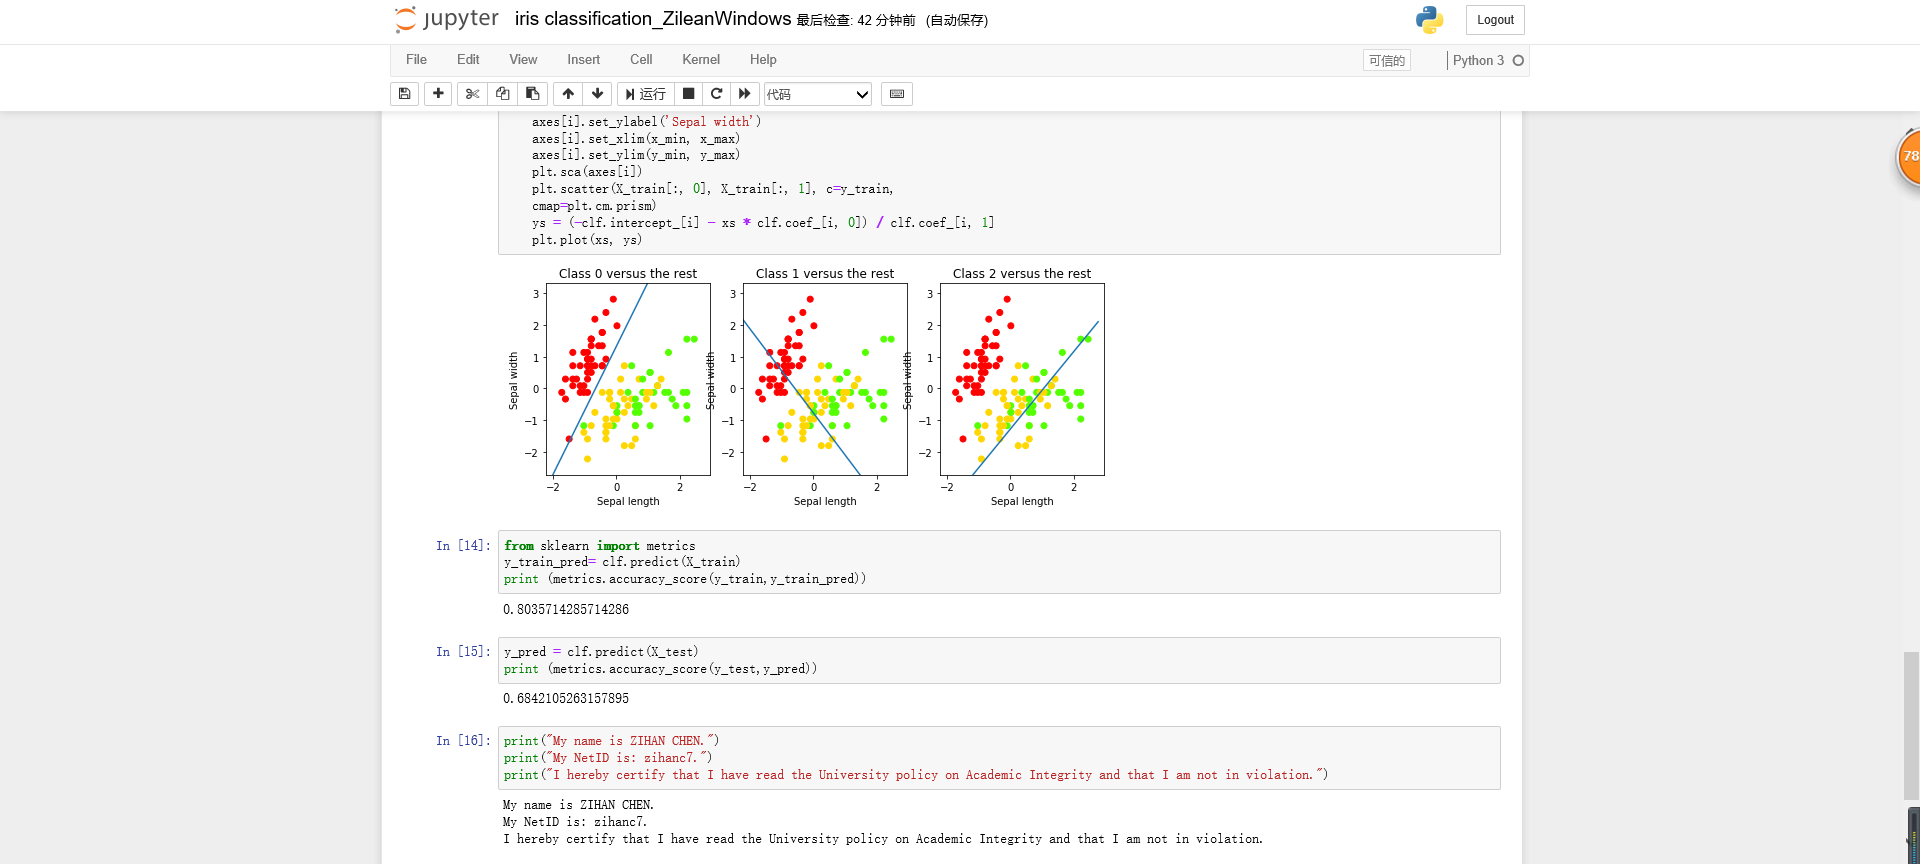 jupyter iris classification_ZileanWindows 最后检查: 42 分钟前 (自动保存) Logout
File Edit View Insert Cell Kernel Help 可信的 Python 3
运行 代码
axes[i].set_ylabel('Sepal width')
axes[i].set_xlim(x_min, x_max)
axes[i].set_ylim(y_min, y_max)
plt.sca(axes[i])
plt.scatter(X_train[:, 0], X_train[:, 1], c=y_train,
cmap=plt.cm.prism)
ys = (-clf.intercept_[i] - xs * clf.coef_[i, 0]) / clf.coef_[i, 1]
plt.plot(xs, ys)
78
Class 0 versus the rest
3
2
1
0
−1
−2
Sepal width
−2 0 2
Sepal length
Class 1 versus the rest
3
2
1
0
−1
−2
Sepal width
−2 0 2
Sepal length
Class 2 versus the rest
3
2
1
0
−1
−2
Sepal width
−2 0 2
Sepal length
In [14]: from sklearn import metrics
y_train_pred= clf.predict(X_train)
print (metrics.accuracy_score(y_train,y_train_pred))
0.8035714285714286
In [15]: y_pred = clf.predict(X_test)
print (metrics.accuracy_score(y_test,y_pred))
0.6842105263157895
In [16]: print("My name is ZIHAN CHEN.")
print("My NetID is: zihanc7.")
print("I hereby certify that I have read the University policy on Academic Integrity and that I am not in violation.")
My name is ZIHAN CHEN.
My NetID is: zihanc7.
I hereby certify that I have read the University policy on Academic Integrity and that I am not in violation.